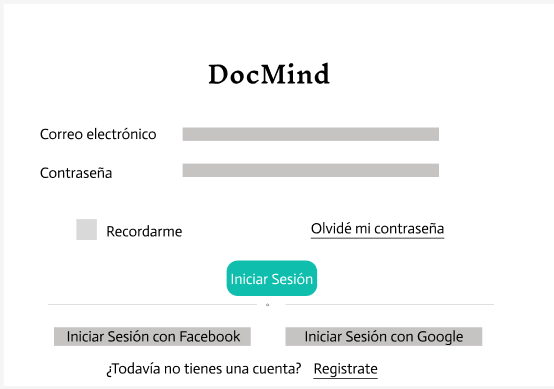 DocMind
Correo electrónico
Contraseña
Recordarme
Olvidé mi contraseña
Iniciar Sesión
o
Iniciar Sesión con Facebook
Iniciar Sesión con Google
¿Todavía no tienes una cuenta? Registrate